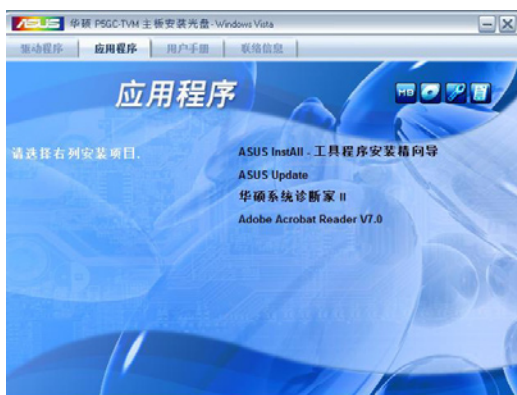 ASUS 华硕 P5GC-TVM 主板安装光盘 - Windows Vista
驱动程序 应用程序 用户手册 联络信息
应用程序
MB
请选择右列安装项目.
ASUS InstAll - 工具程序安装精向导
ASUS Update
华硕系统诊断家 II
Adobe Acrobat Reader V7.0